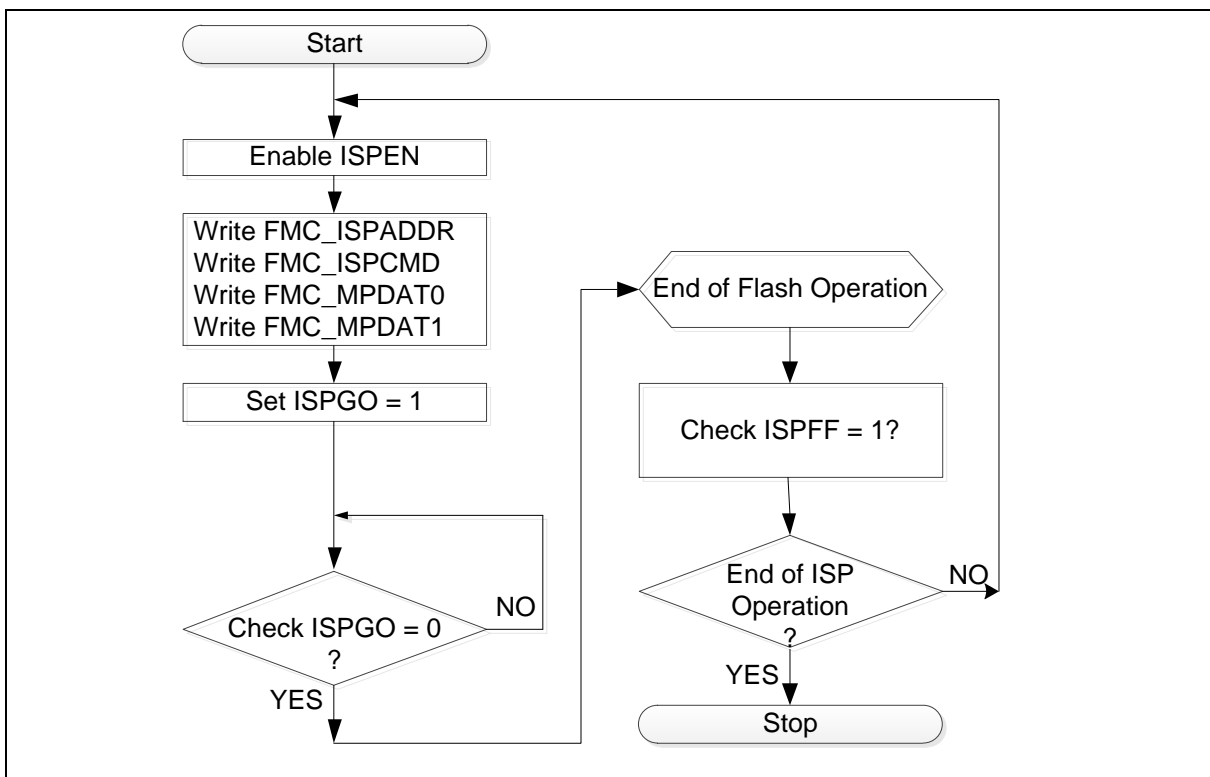 Start
Enable ISPEN
Write FMC_ISPADDR
Write FMC_ISPCMD
Write FMC_MPDAT0
Write FMC_MPDAT1
Set ISPGO = 1
NO
Check ISPGO = 0
?
YES
End of Flash Operation
Check ISPFF = 1?
End of ISP
Operation
?
NO
YES
Stop